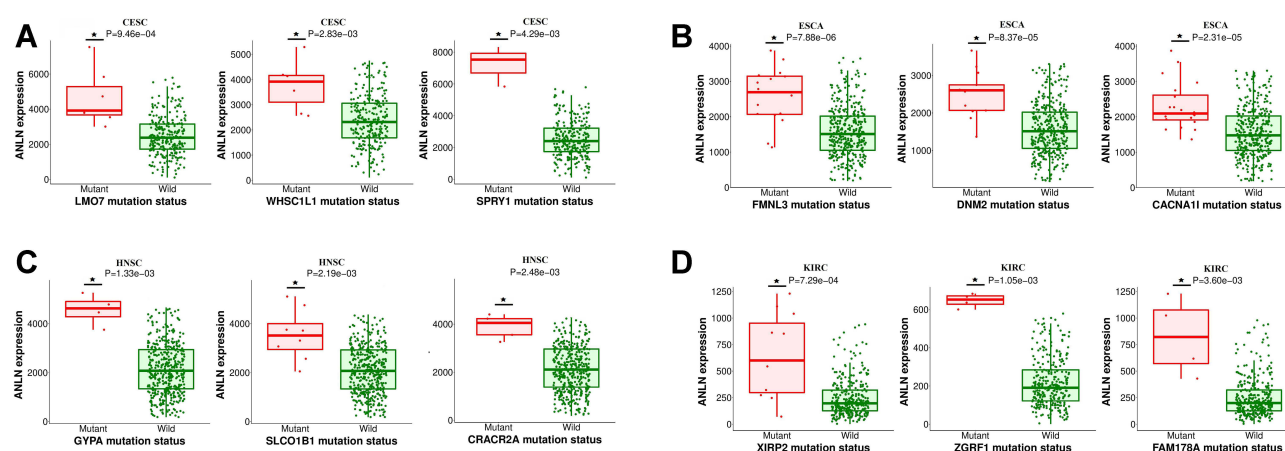 A
CESC
P=9.46e-04
*
ANLN expression
6000
4000
2000
0
Mutant Wild
LMO7 mutation status
CESC
P=2.83e-03
*
ANLN expression
5000
4000
3000
2000
1000
0
Mutant Wild
WHSC1L1 mutation status
CESC
P=4.29e-03
*
ANLN expression
8000
6000
4000
2000
0
Mutant Wild
SPRY1 mutation status
B
ESCA
P=7.88e-06
*
ANLN expression
4000
3000
2000
1000
0
Mutant Wild
FMNL3 mutation status
ESCA
P=8.37e-05
*
ANLN expression
3000
2000
1000
Mutant Wild
DNM2 mutation status
ESCA
P=2.31e-05
*
ANLN expression
4000
3000
2000
1000
0
Mutant Wild
CACNA1I mutation status
C
HNSC
P=1.33e-03
*
ANLN expression
4000
2000
0
Mutant Wild
GYPA mutation status
HNSC
P=2.19e-03
*
ANLN expression
4000
2000
0
Mutant Wild
SLCO1B1 mutation status
HNSC
P=2.48e-03
*
ANLN expression
4000
2000
0
Mutant Wild
CRACR2A mutation status
D
KIRC
P=7.29e-04
*
ANLN expression
1250
1000
750
500
250
0
Mutant Wild
XIRP2 mutation status
KIRC
P=1.05e-03
*
ANLN expression
600
400
200
0
Mutant Wild
ZGRF1 mutation status
KIRC
P=3.60e-03
*
ANLN expression
1250
1000
750
500
250
0
Mutant Wild
FAM178A mutation status